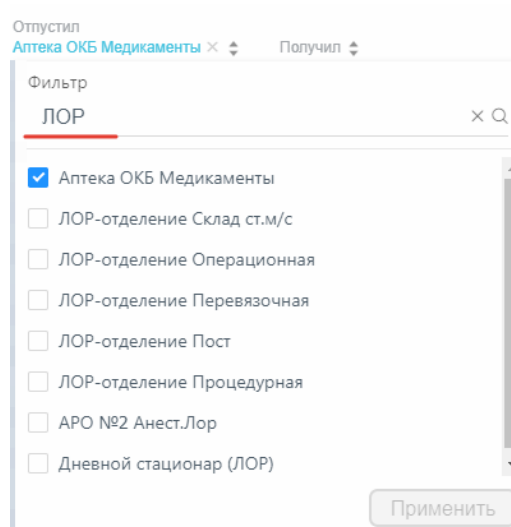 Отпустил
Аптека ОКБ Медикаменты Получил
Фильтр
ЛОР
Аптека ОКБ Медикаменты
ЛОР-отделение Склад ст.м/с
ЛОР-отделение Операционная
ЛОР-отделение Перевязочная
ЛОР-отделение Пост
ЛОР-отделение Процедурная
АРО №2 Анест.Лор
Дневной стационар (ЛОР)
Применить